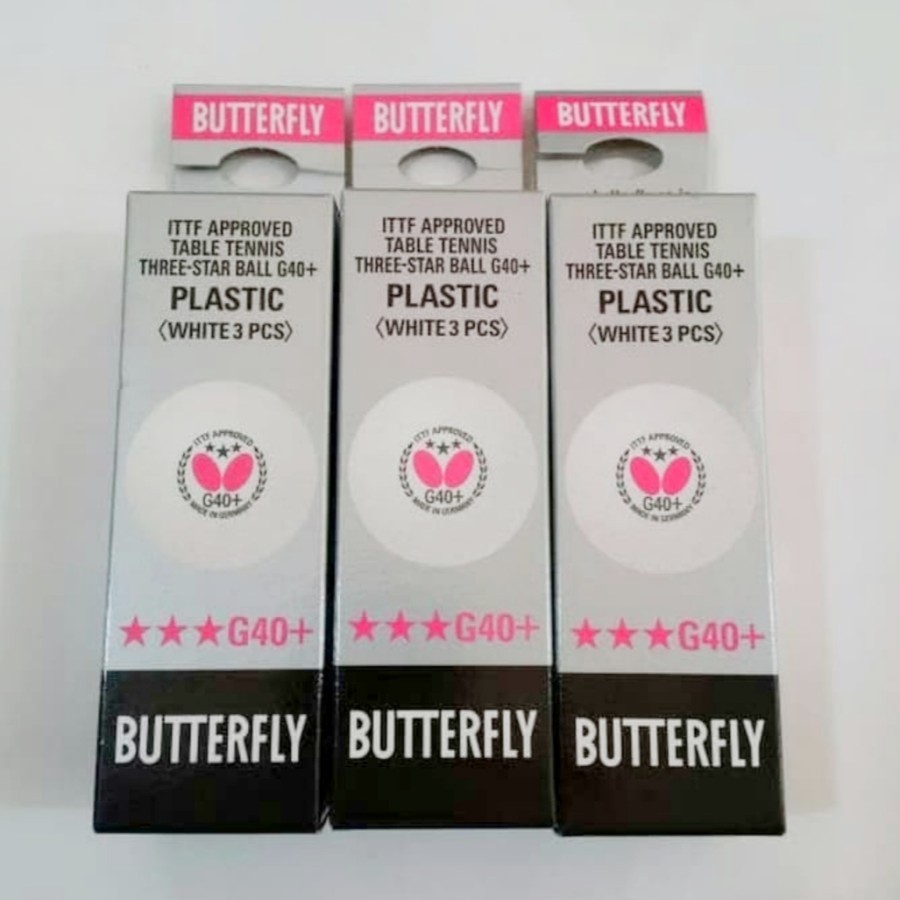 BUTTERFLY
ITTF APPROVED
TABLE TENNIS
THREE-STAR BALL G40+
PLASTIC
〈WHITE 3 PCS〉
ITTF APPROVED
G40+
MADE IN GERMANY
★★★G40+
BUTTERFLY
BUTTERFLY
ITTF APPROVED
TABLE TENNIS
THREE-STAR BALL G40+
PLASTIC
〈WHITE 3 PCS〉
ITTF APPROVED
G40+
MADE IN GERMANY
★★★G40+
BUTTERFLY
BUTTERFLY
ITTF APPROVED
TABLE TENNIS
THREE-STAR BALL G40+
PLASTIC
〈WHITE 3 PCS〉
ITTF APPROVED
G40+
MADE IN GERMANY
★★★G40+
BUTTERFLY